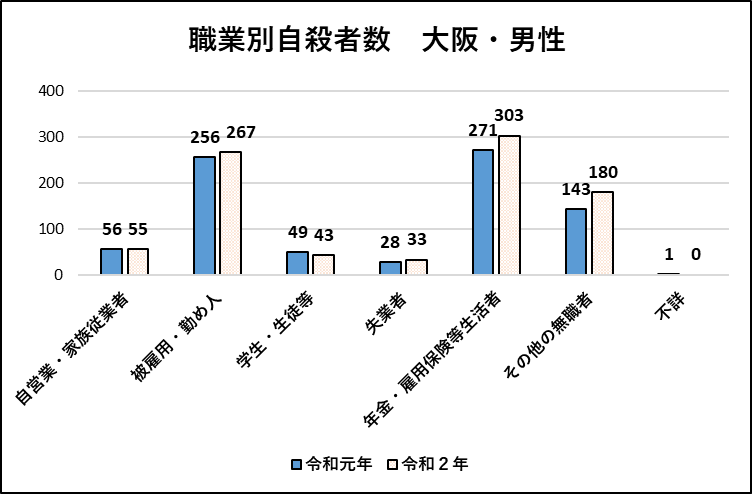 職業別自殺者数　大阪・男性
400
300
200
100
0
56 55
256 267
49 43
28 33
271 303
143 180
1 0
自営業・家族従業者
被雇用・勤め人
学生・生徒等
失業者
年金・雇用保険等生活者
その他の無職者
不詳
令和元年 令和２年